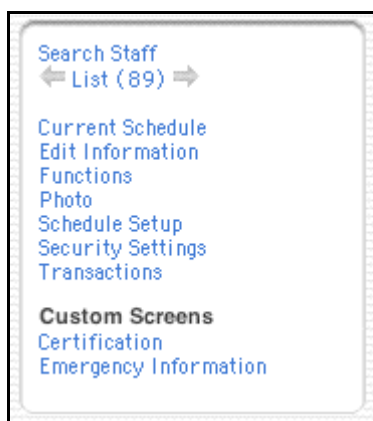 Search Staff
List (89)
Current Schedule
Edit Information
Functions
Photo
Schedule Setup
Security Settings
Transactions
Custom Screens
Certification
Emergency Information